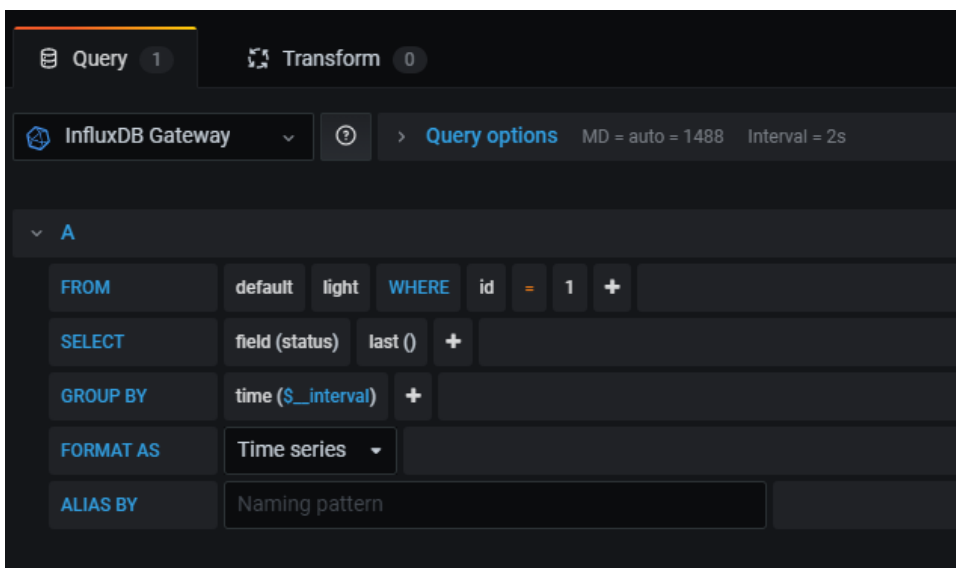 Query 1 Transform 0
InfluxDB Gateway Query options MD = auto = 1488 Interval = 2s
A
FROM default light WHERE id = 1 +
SELECT field (status) last () +
GROUP BY time ($__interval) +
FORMAT AS Time series
ALIAS BY Naming pattern